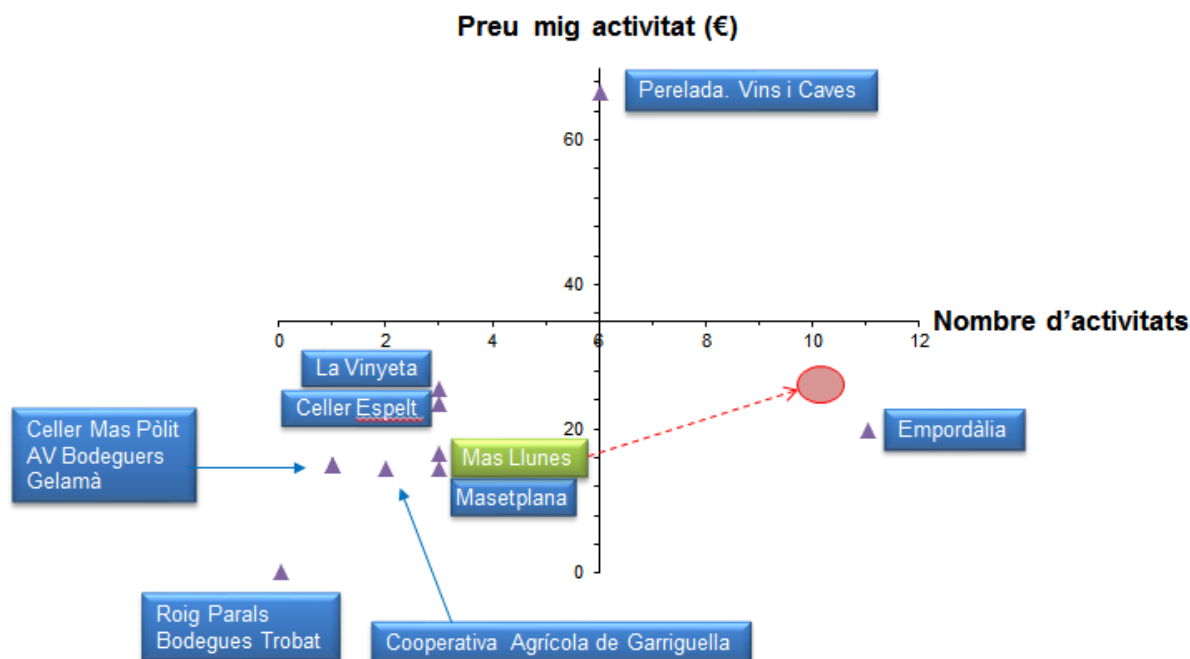 Preu mig activitat (€)
Perelada. Vins i Caves
60
40
0
2
4
6
8
10
12
Nombre d'activitats
La Vinyeta
Celler Espelt
Celler Mas Pòlit
AV Bodeguers
Gelamà
20
Mas Llunes
Empordàlia
Masetplana
0
Roig Parals
Bodegues Trobat
Cooperativa Agrícola de Garriguella